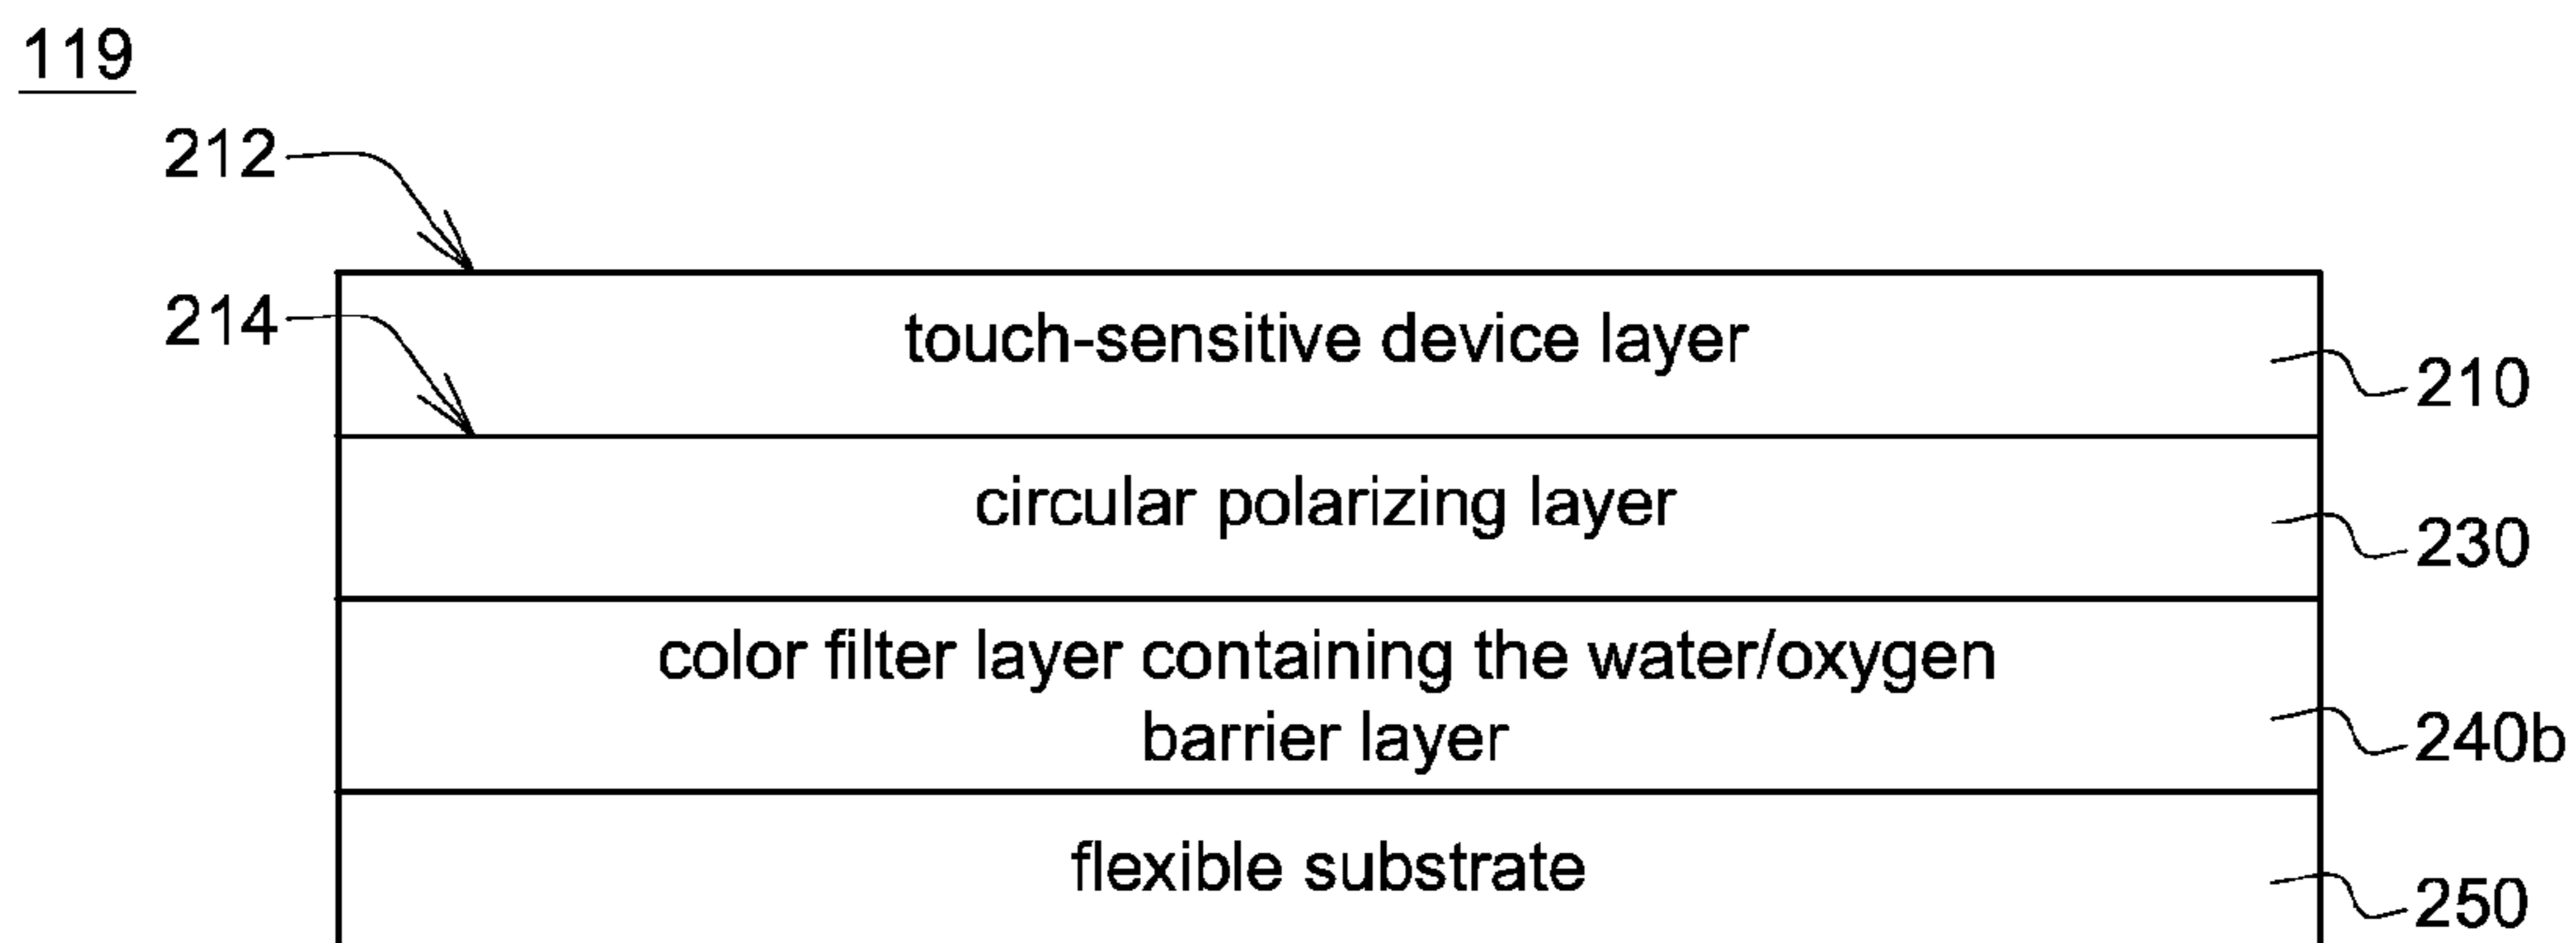 119
212
214
touch-sensitive device layer
210
circular polarizing layer
230
color filter layer containing the water/oxygen
barrier layer
240b
flexible substrate
250